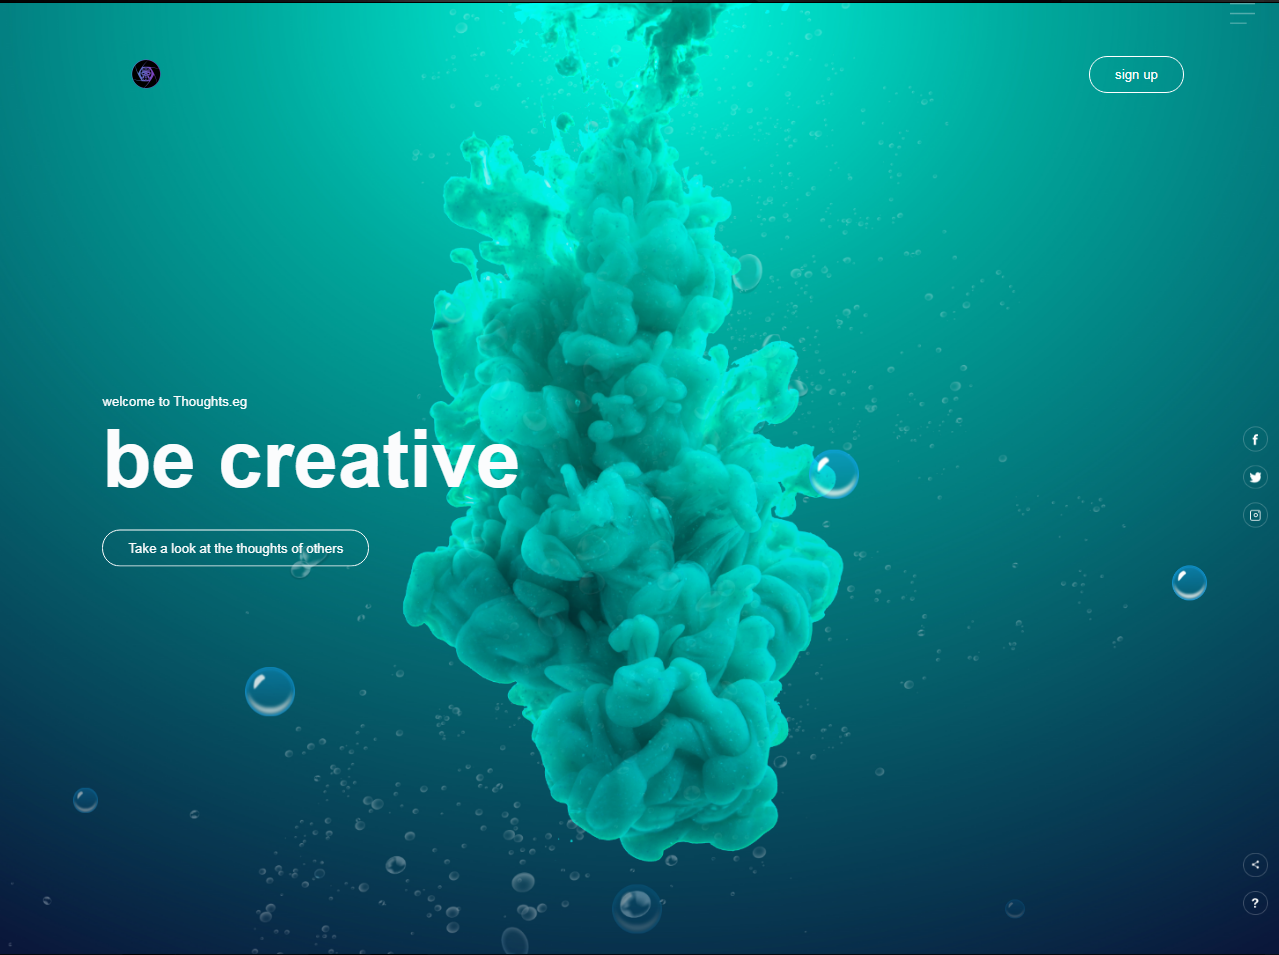 sign up
welcome to Thoughts.eg
be creative
Take a look at the thoughts of others
?